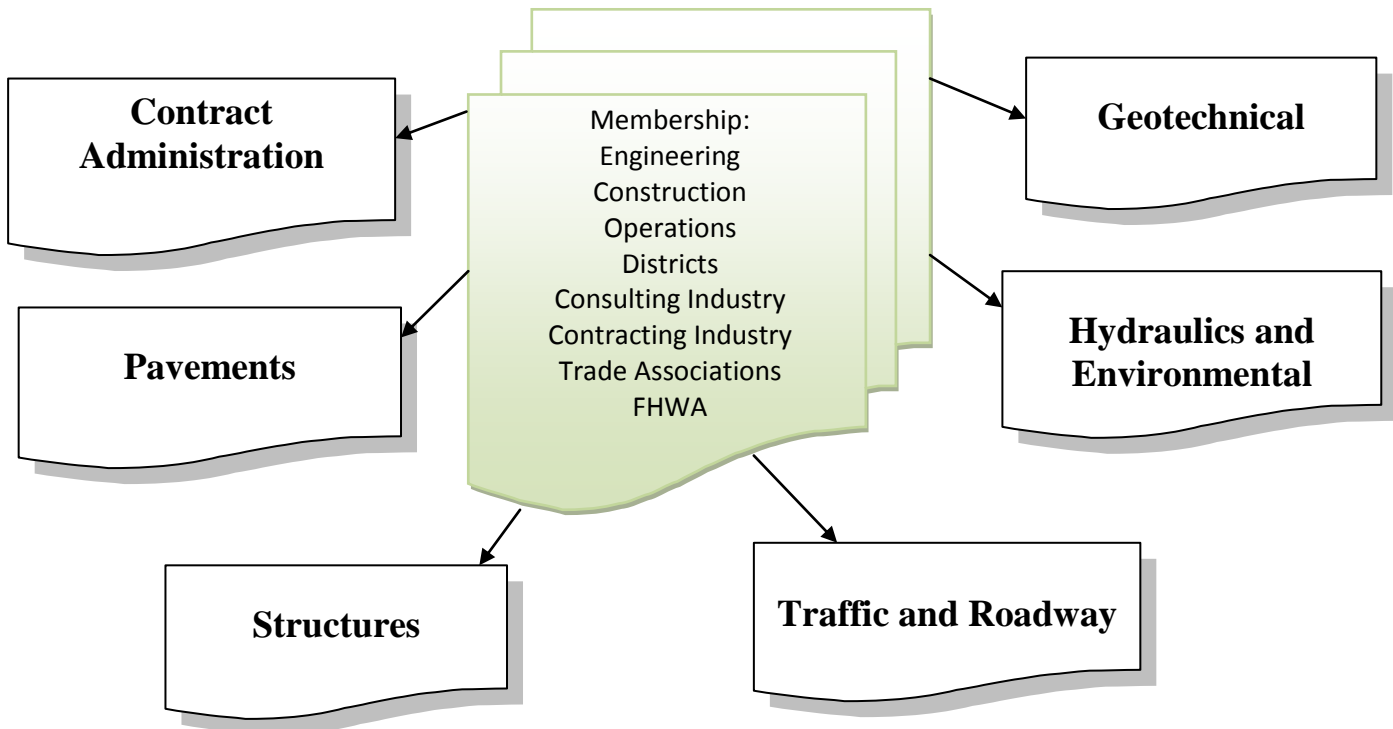 Contract
Administration
Membership:
Engineering
Construction
Operations
Districts
Consulting Industry
Contracting Industry
Trade Associations
FHWA
Geotechnical
Pavements
Hydraulics and
Environmental
Structures
Traffic and Roadway